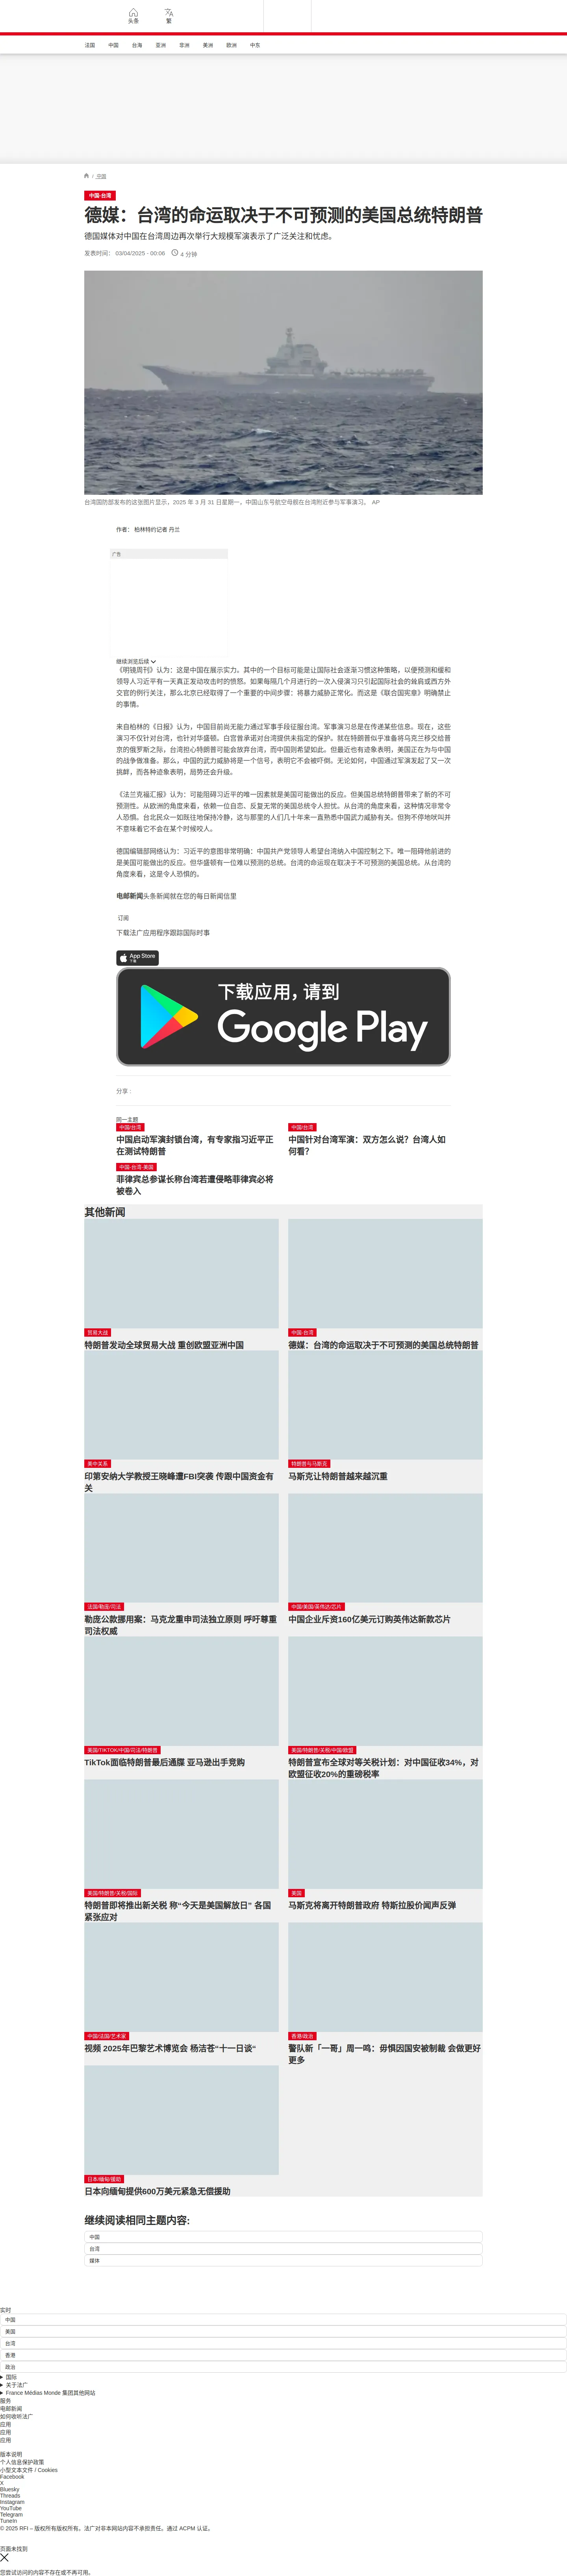 头条
繁
法国
中国
台海
亚洲
非洲
美洲
欧洲
中东
/ 中国
中国·台湾
德媒：台湾的命运取决于不可预测的美国总统特朗普
德国媒体对中国在台湾周边再次举行大规模军演表示了广泛关注和忧虑。
发表时间： 03/04/2025 - 00:06
4 分钟
台湾国防部发布的这张图片显示，2025 年 3 月 31 日星期一，中国山东号航空母舰在台湾附近参与军事演习。 AP
作者： 柏林特约记者 丹兰
广告
继续浏览后续
《明镜周刊》认为：这是中国在展示实力。其中的一个目标可能是让国际社会逐渐习惯这种策略，以便预测和缓和
领导人习近平有一天真正发动攻击时的愤怒。如果每隔几个月进行的一次入侵演习只引起国际社会的耸肩或西方外
交官的例行关注，那么北京已经取得了一个重要的中间步骤：将暴力威胁正常化。而这是《联合国宪章》明确禁止
的事情。
来自柏林的《日报》认为，中国目前尚无能力通过军事手段征服台湾。军事演习总是在传递某些信息。现在，这些
演习不仅针对台湾，也针对华盛顿。白宫曾承诺对台湾提供未指定的保护。就在特朗普似乎准备将乌克兰移交给普
京的俄罗斯之际，台湾担心特朗普可能会放弃台湾，而中国则希望如此。但最近也有迹象表明，美国正在为与中国
的战争做准备。那么，中国的武力威胁将是一个信号，表明它不会被吓倒。无论如何，中国通过军演发起了又一次
挑衅，而各种迹象表明，局势还会升级。
《法兰克福汇报》认为：可能阻碍习近平的唯一因素就是美国可能做出的反应。但美国总统特朗普带来了新的不可
预测性。从欧洲的角度来看，依赖一位自恋、反复无常的美国总统令人担忧。从台湾的角度来看，这种情况非常令
人恐惧。台北民众一如既往地保持冷静，这与那里的人们几十年来一直熟悉中国武力威胁有关。但狗不停地吠叫并
不意味着它不会在某个时候咬人。
德国编辑部网络认为：习近平的意图非常明确：中国共产党领导人希望台湾纳入中国控制之下。唯一阻碍他前进的
是美国可能做出的反应。但华盛顿有一位难以预测的总统。台湾的命运现在取决于不可预测的美国总统。从台湾的
角度来看，这是令人恐惧的。
电邮新闻头条新闻就在您的每日新闻信里
订阅
下载法广应用程序跟踪国际时事
App Store
下载
下载应用，请到
Google Play
分享 :
同一主题
中国/台湾
中国启动军演封锁台湾，有专家指习近平正
在测试特朗普
中国/台湾
中国针对台湾军演：双方怎么说？台湾人如
何看?
中国-台湾-美国
菲律宾总参谋长称台湾若遭侵略菲律宾必将
被卷入
其他新闻
贸易大战
特朗普发动全球贸易大战 重创欧盟亚洲中国
中国-台湾
德媒：台湾的命运取决于不可预测的美国总统特朗普
美中关系
印第安纳大学教授王晓峰遭FBI突袭 传跟中国资金有
关
特朗普与马斯克
马斯克让特朗普越来越沉重
法国/勒庞/司法
勒庞公款挪用案：马克龙重申司法独立原则 呼吁尊重
司法权威
中国/美国/英伟达/芯片
中国企业斥资160亿美元订购英伟达新款芯片
美国/TIKTOK/中国/司法/特朗普
TikTok面临特朗普最后通牒 亚马逊出手竞购
美国/特朗普/关税/中国/欧盟
特朗普宣布全球对等关税计划：对中国征收34%，对
欧盟征收20%的重磅税率
美国/特朗普/关税/国际
特朗普即将推出新关税 称“今天是美国解放日” 各国
紧张应对
美国
马斯克将离开特朗普政府 特斯拉股价闻声反弹
中国/法国/艺术家
视频 2025年巴黎艺术博览会 杨洁苍“十一日谈“
香港/政治
警队新「一哥」周一鸣：毋惧因国安被制裁 会做更好
更多
日本/缅甸/援助
日本向缅甸提供600万美元紧急无偿援助
继续阅读相同主题内容:
中国
台湾
媒体
实时
中国
美国
台湾
香港
政治
国际
关于法广
France Médias Monde 集团其他网站
服务
电邮新闻
如何收听法广
应用
应用
应用
版本说明
个人信息保护政策
小型文本文件 / Cookies
Facebook
X
Bluesky
Threads
Instagram
YouTube
Telegram
TuneIn
© 2025 RFI – 版权所有版权所有。法广对非本网站内容不承担责任。通过 ACPM 认证。
页面未找到
您尝试访问的内容不存在或不再可用。